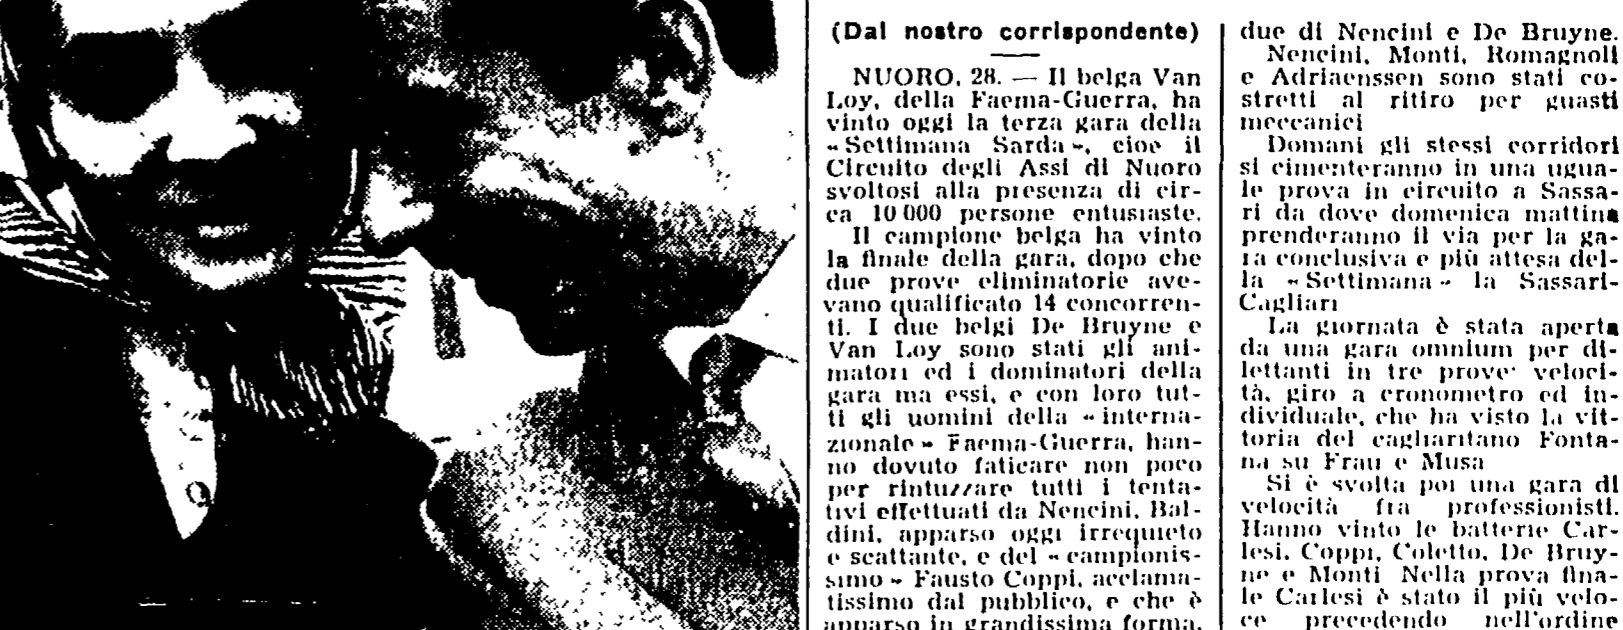 (Dal nostro corrispondente)
NUORO, 28. — Il belga Van
Loy, della Faema-Guerra, ha
vinto oggi la terza gara della
« Settimana Sarda », cioe il
Circuito degli Assi di Nuoro
svoltosi alla presenza di cir-
ca 10 000 persone entusiaste.
Il campione belga ha vinto
la finale della gara, dopo che
due prove eliminatorie ave-
vano qualificato 14 concorren-
ti. I due belgi De Bruyne e
Van Loy sono stati gli ani-
matori ed i dominatori della
gara ma essi, e con loro tut-
ti gli uomini della « interna-
zionale » Faema-Guerra, han-
no dovuto faticare non poco
per rintuzzare tutti i tenta-
tivi effettuati da Nencini, Bal-
dini, apparso oggi irrequieto
e scattante, e del « campionis-
simo » Fausto Coppi, acclama-
tissimo dal pubblico, e che è
apparso in grandissima forma.
due di Nencini e De Bruyne.
Nencini, Monti, Romagnoli
e Adriaenssen sono stati co-
stretti al ritiro per guasti
meccanici
Domani gli stessi corridori
si cimenteranno in una ugua-
le prova in circuito a Sassa-
ri da dove domenica mattina
prenderanno il via per la ga-
ra conclusiva e più attesa del-
la « Settimana » la Sassari-
Cagliari
La giornata è stata aperta
da una gara omnium per di-
lettanti in tre prove: veloci-
tà, giro a cronometro ed in-
dividuale, che ha visto la vit-
toria del cagliaritano Fonta-
na su Frau e Musa
Si è svolta poi una gara di
velocità fra professionisti.
Hanno vinto le batterie Car-
lesi, Coppi, Coletto, De Bruy-
ne e Monti Nella prova fina-
le Carlesi è stato il più velo-
ce precedendo nell'ordine